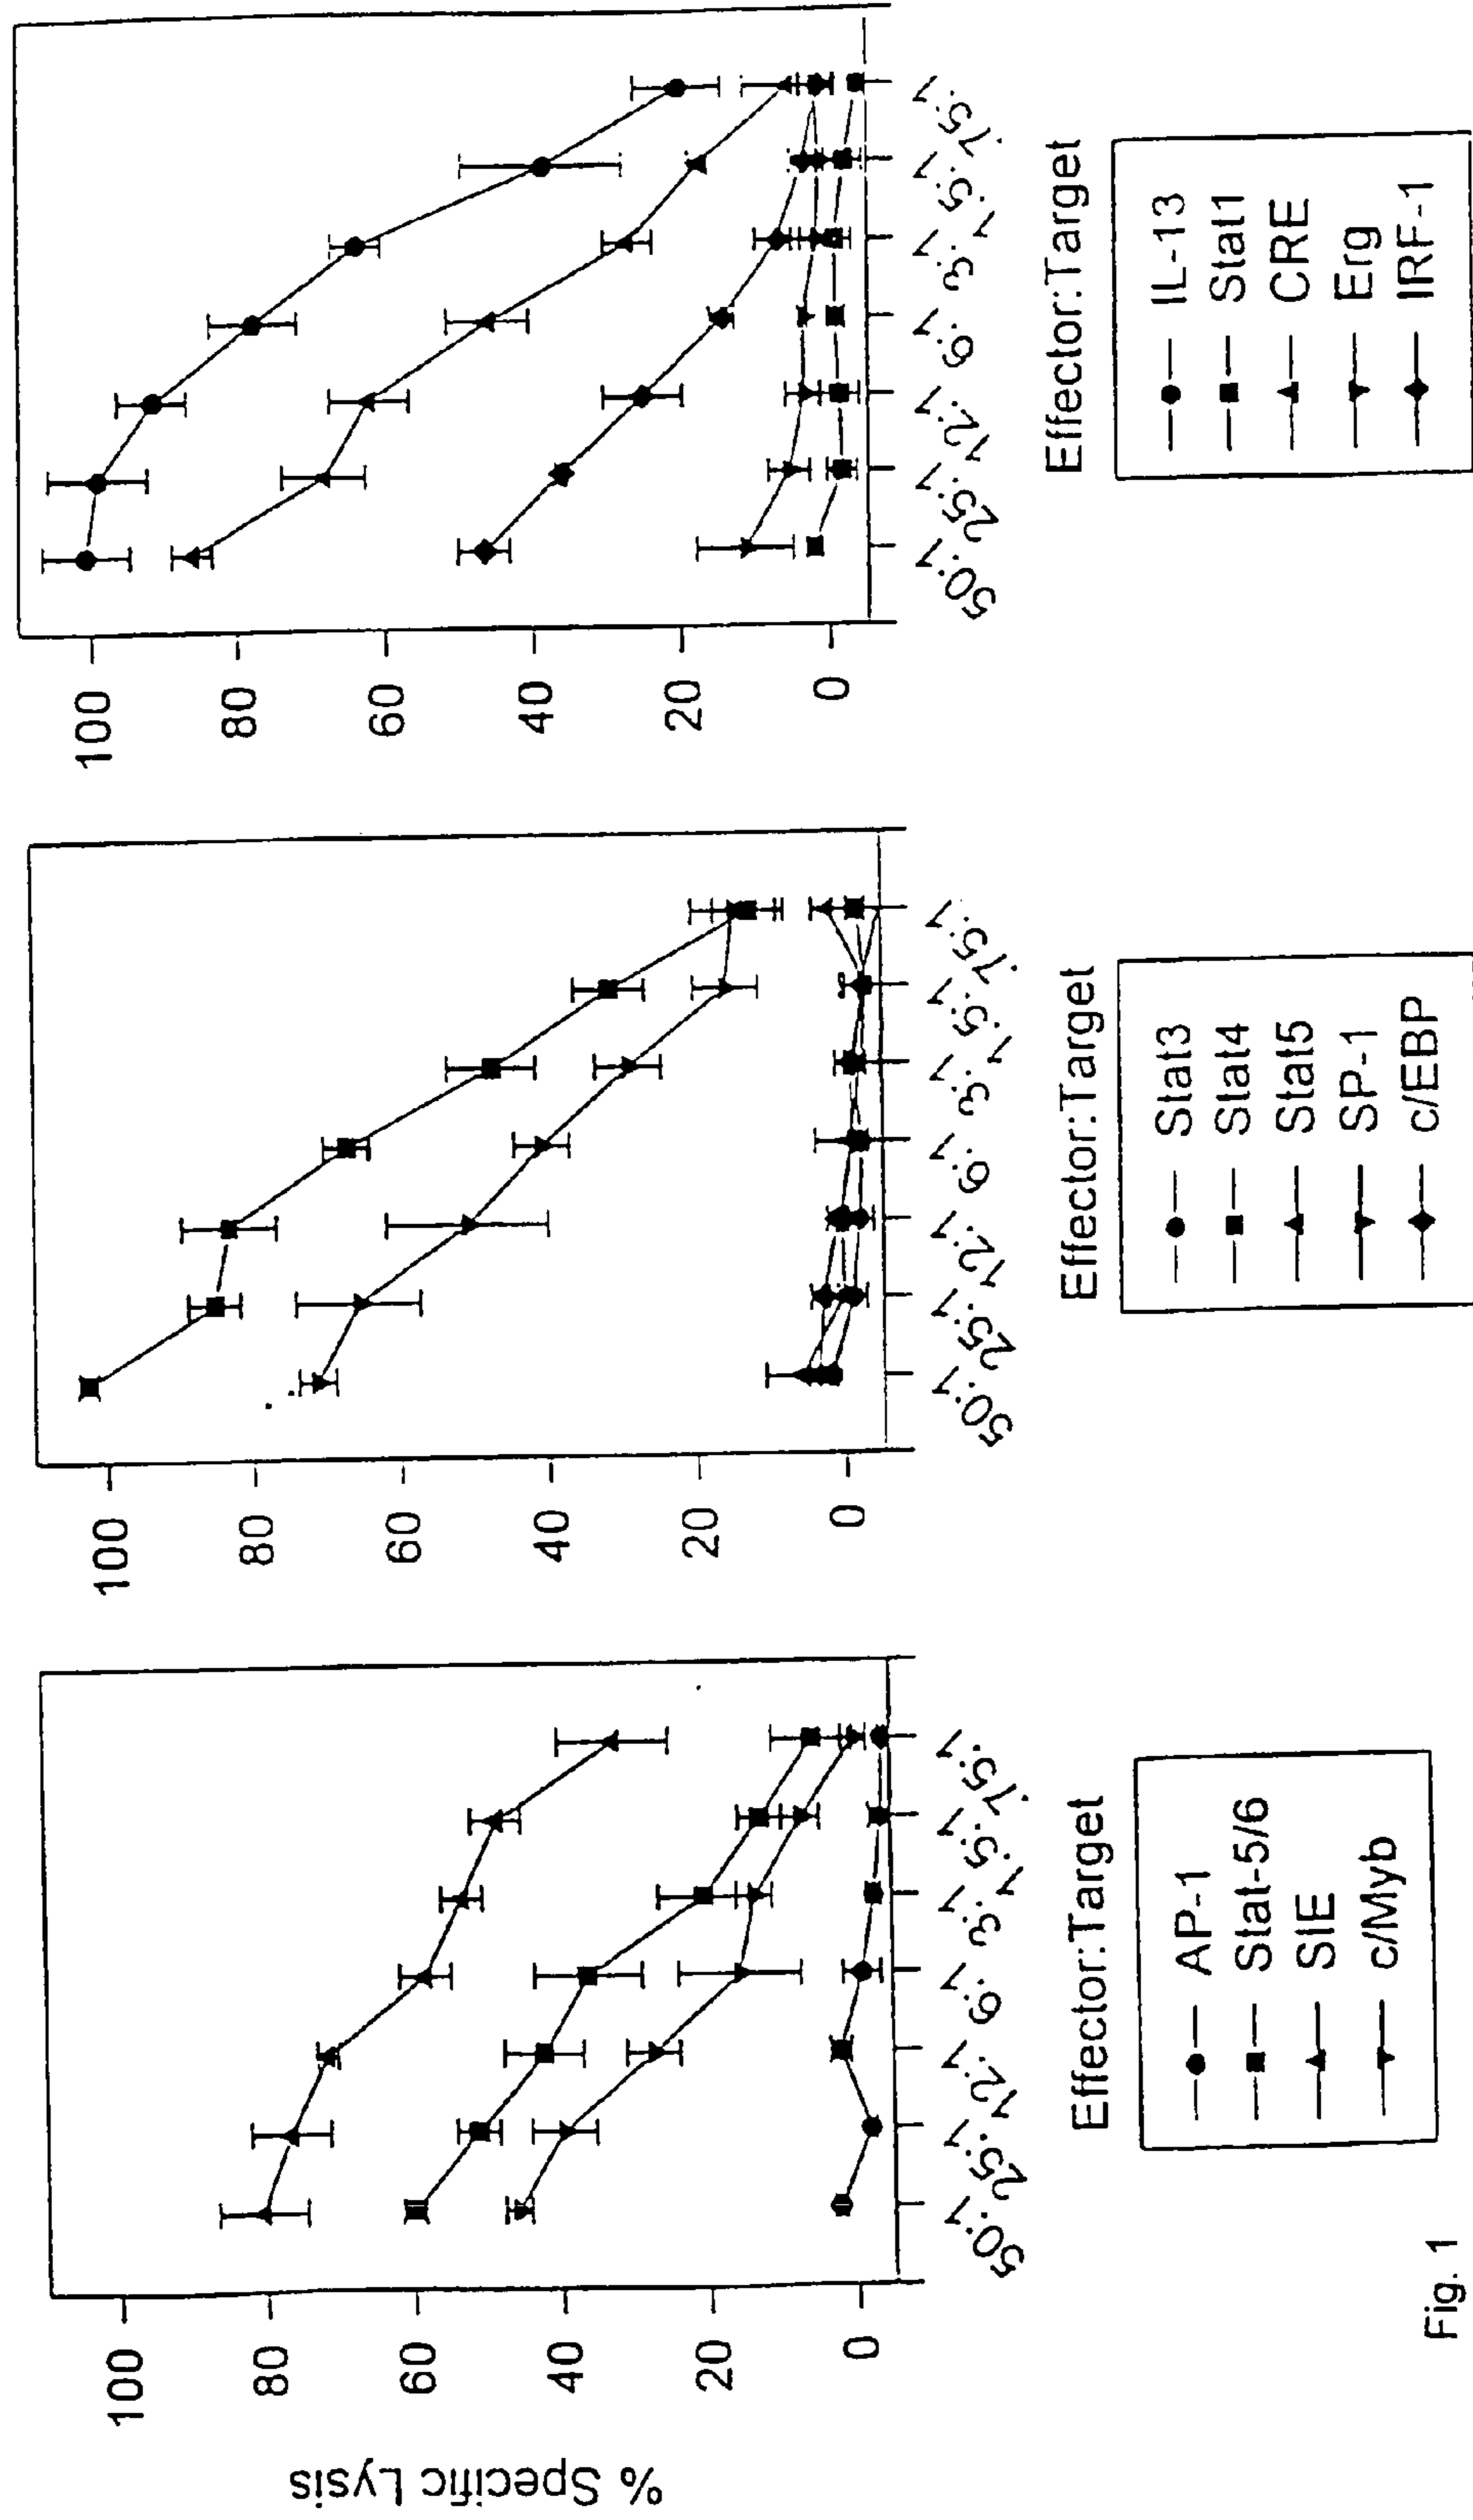 % Specific Lysis
100
80
60
40
20
0
50:1
25:1
12:1
6:1
3:1
1.5:1
.75:1
Effector:Target
AP-1
Stat-5/6
SIE
c/Myb
100
80
60
40
20
0
50:1
25:1
12:1
6:1
3:1
1.5:1
.75:1
Effector:Target
Stat3
Stat4
Stat5
SP-1
c/EBP
100
80
60
40
20
0
50:1
25:1
12:1
6:1
3:1
1.5:1
.75:1
Effector:Target
IL-13
Stat1
CRE
Erg
IRF-1
Fig. 1